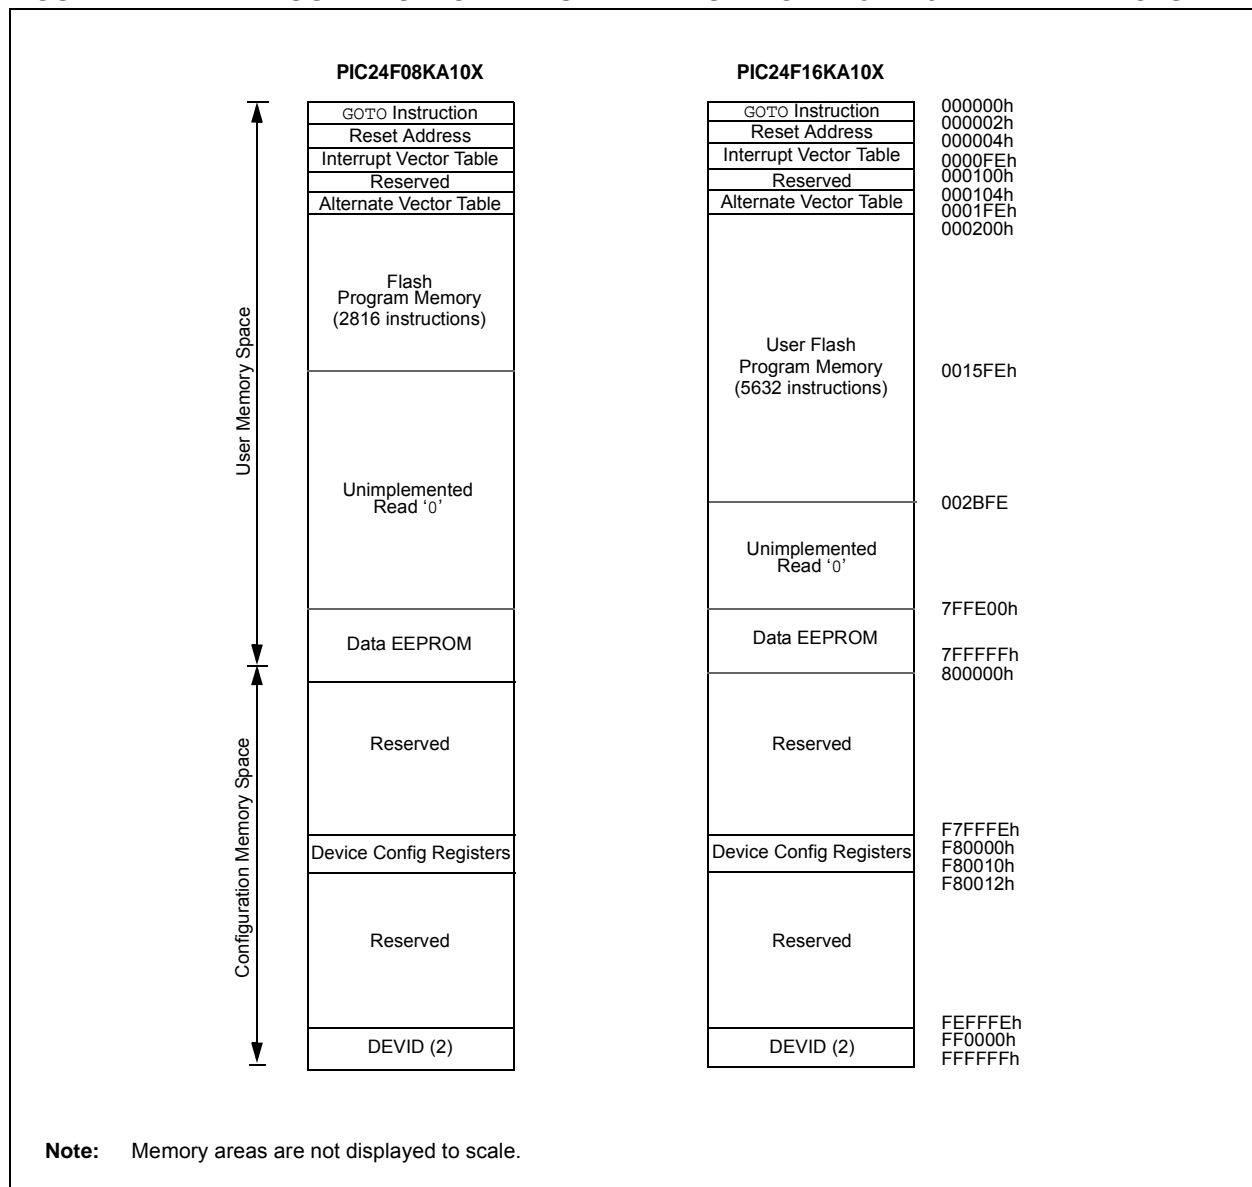 PIC24F08KA10X
GOTO Instruction
Reset Address
Interrupt Vector Table
Reserved
Alternate Vector Table
Flash
Program Memory
(2816 instructions)
Unimplemented
Read ‘0’
Data EEPROM
Reserved
Device Config Registers
Reserved
DEVID (2)
User Memory Space
Configuration Memory Space
PIC24F16KA10X
GOTO Instruction
Reset Address
Interrupt Vector Table
Reserved
Alternate Vector Table
User Flash
Program Memory
(5632 instructions)
Unimplemented
Read ‘0’
Data EEPROM
Reserved
Device Config Registers
Reserved
DEVID (2)
000000h
000002h
000004h
0000FEh
000100h
000104h
0001FEh
000200h
0015FEh
002BFE
7FFE00h
7FFFFFh
800000h
F7FFFEh
F80000h
F80010h
F80012h
FEFFFEh
FF0000h
FFFFFFh
Note: Memory areas are not displayed to scale.